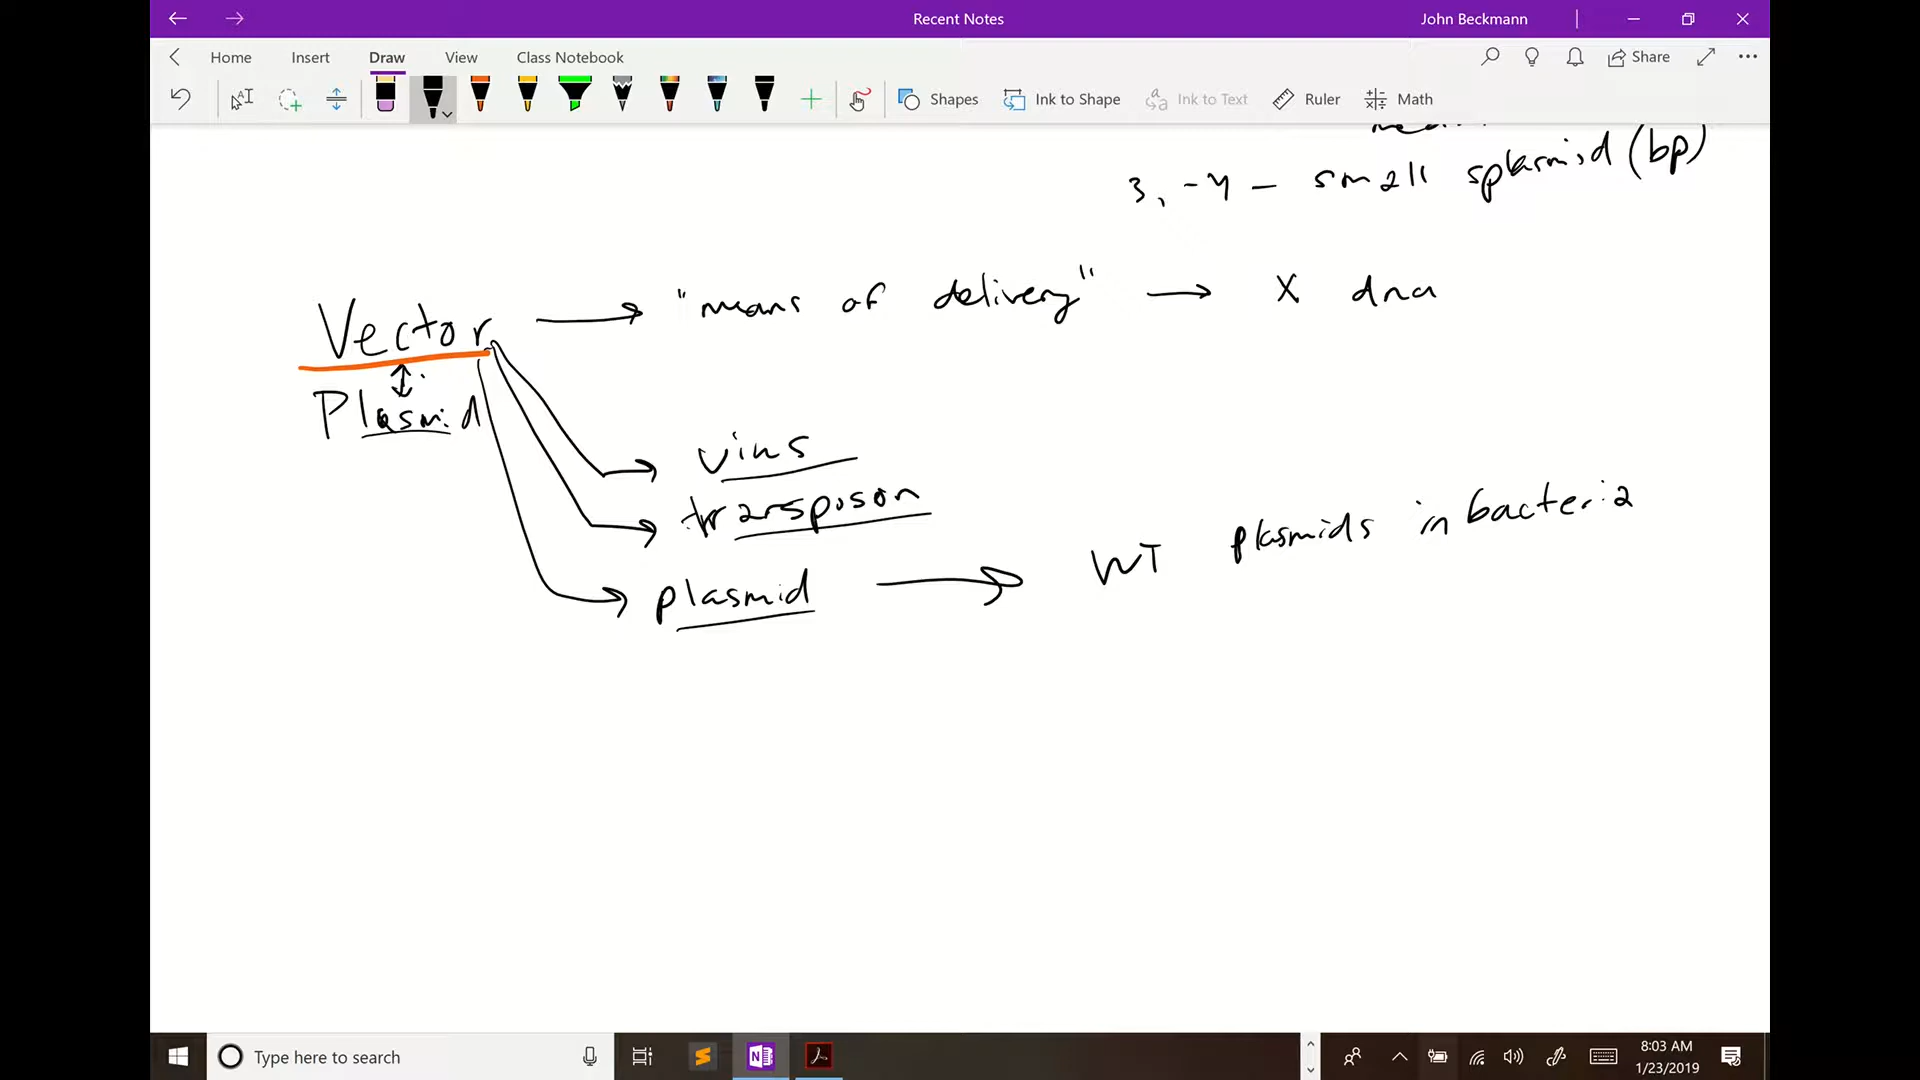 Recent Notes
John Beckmann
Home Insert Draw View Class Notebook
Share
Shapes Ink to Shape Ink to Text Ruler Math
3, -4 — small splasmid (bp)
Vector → "means of delivery" → X dna
Plasmid
virus
transposon
plasmid → WT plasmids in bacteria
Type here to search
8:03 AM
1/23/2019